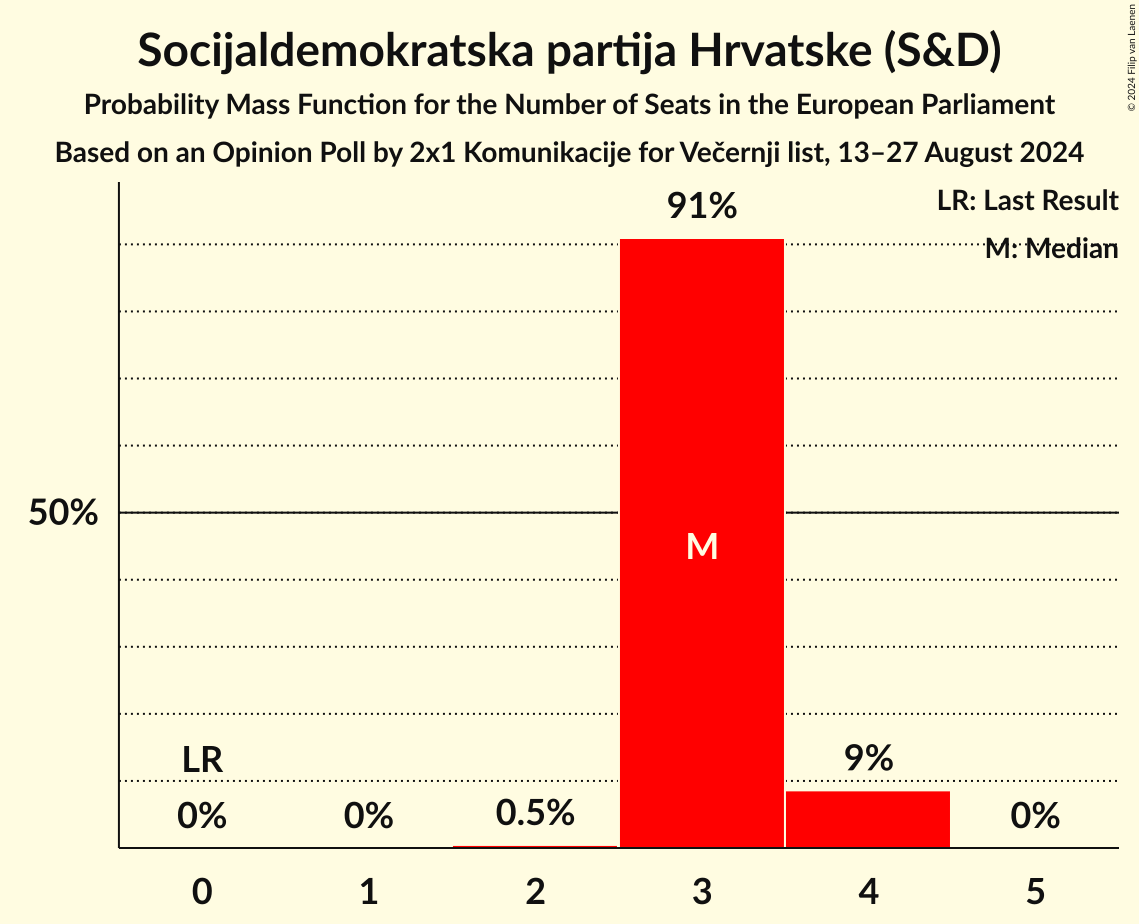 Socijaldemokratska partija Hrvatske (S&D)
Probability Mass Function for the Number of Seats in the European Parliament
Based on an Opinion Poll by 2x1 Komunikacije for Večernji list, 13–27 August 2024
© 2024 Filip van Laenen
LR: Last Result
M: Median
91%
50%
M
LR
9%
0%
0%
0.5%
0%
0
1
2
3
4
5